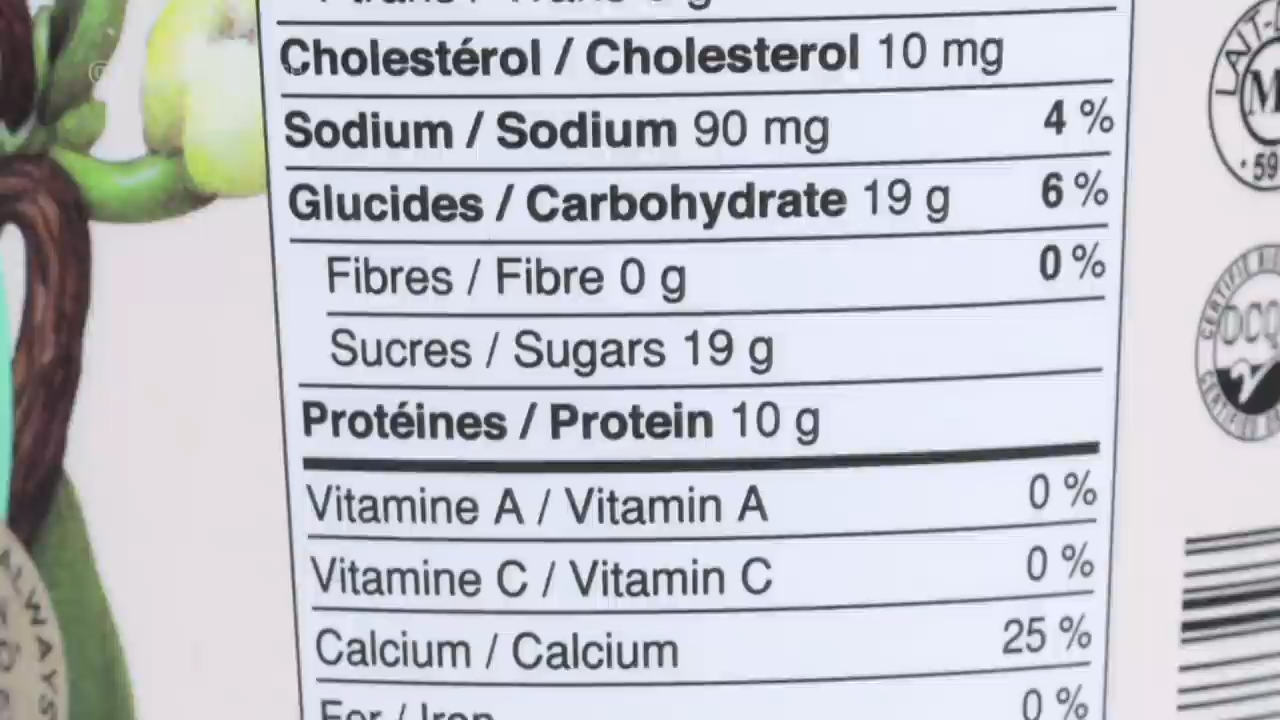 Cholestérol / Cholesterol 10 mg
Sodium / Sodium 90 mg 4 %
Glucides / Carbohydrate 19 g 6 %
Fibres / Fibre 0 g 0 %
Sucres / Sugars 19 g
Protéines / Protein 10 g
Vitamine A / Vitamin A 0 %
Vitamine C / Vitamin C 0 %
Calcium / Calcium 25 %
Fer / Iron 0 %
ALWAYS